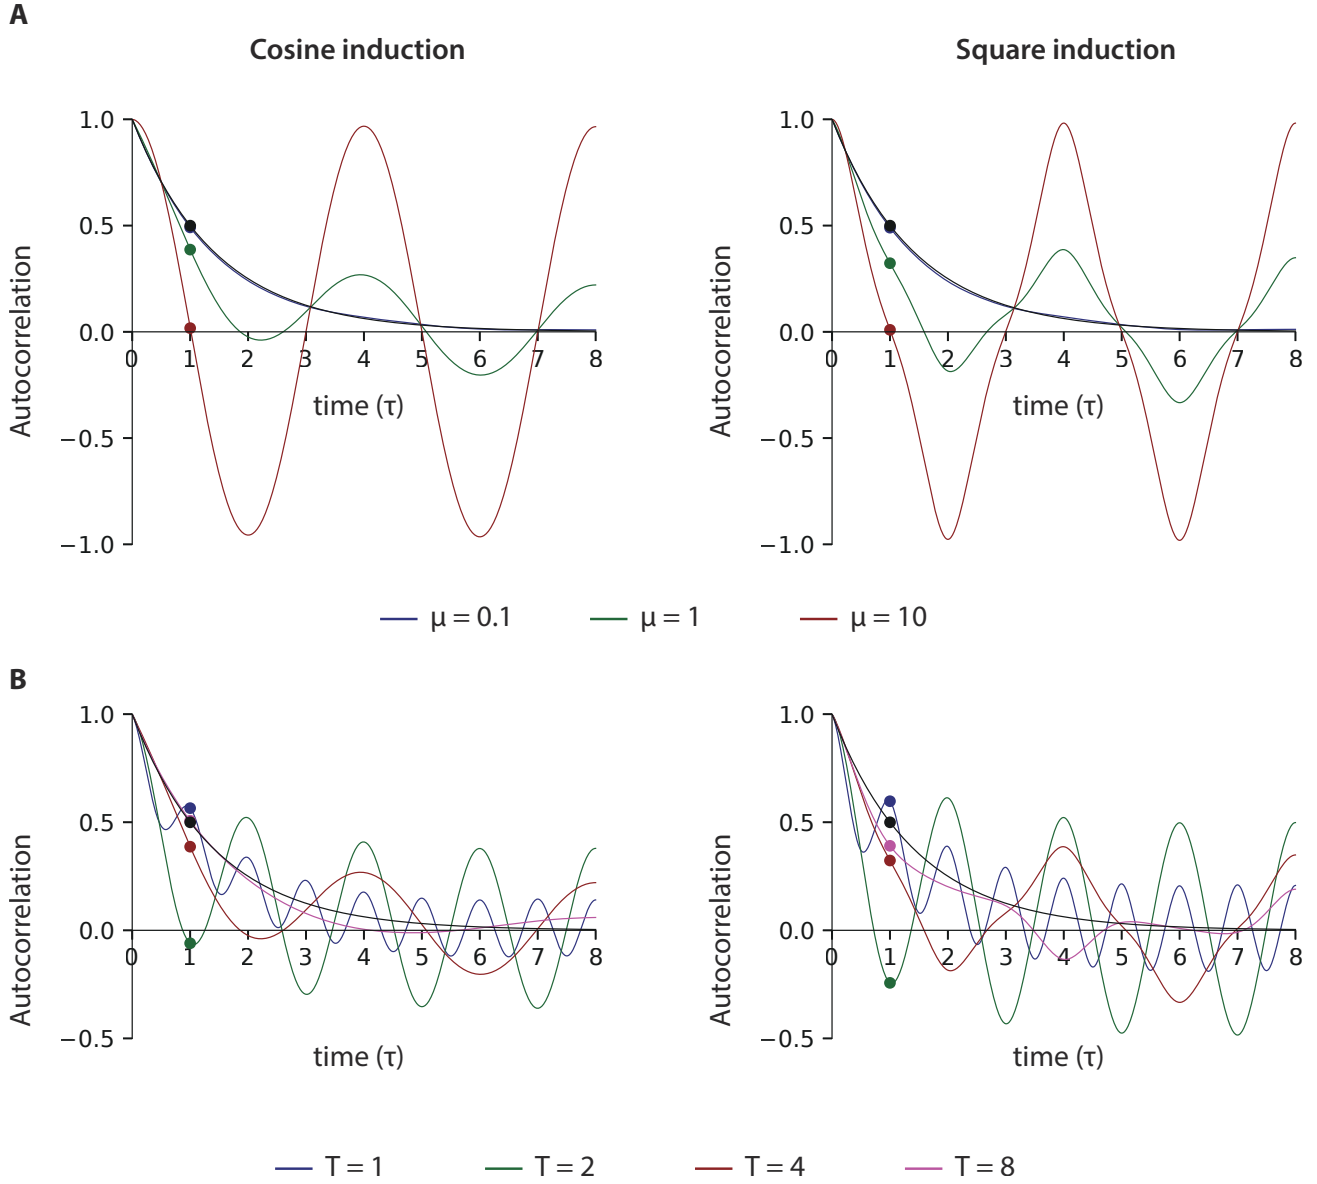 A
Cosine induction
Square induction
1.0
0.5
0.0
−0.5
−1.0
0 1 2 3 4 5 6 7 8
Autocorrelation
time (τ)
1.0
0.5
0.0
−0.5
−1.0
0 1 2 3 4 5 6 7 8
Autocorrelation
time (τ)
μ = 0.1
μ = 1
μ = 10
B
1.0
0.5
0.0
−0.5
0 1 2 3 4 5 6 7 8
Autocorrelation
time (τ)
1.0
0.5
0.0
−0.5
0 1 2 3 4 5 6 7 8
Autocorrelation
time (τ)
T = 1
T = 2
T = 4
T = 8